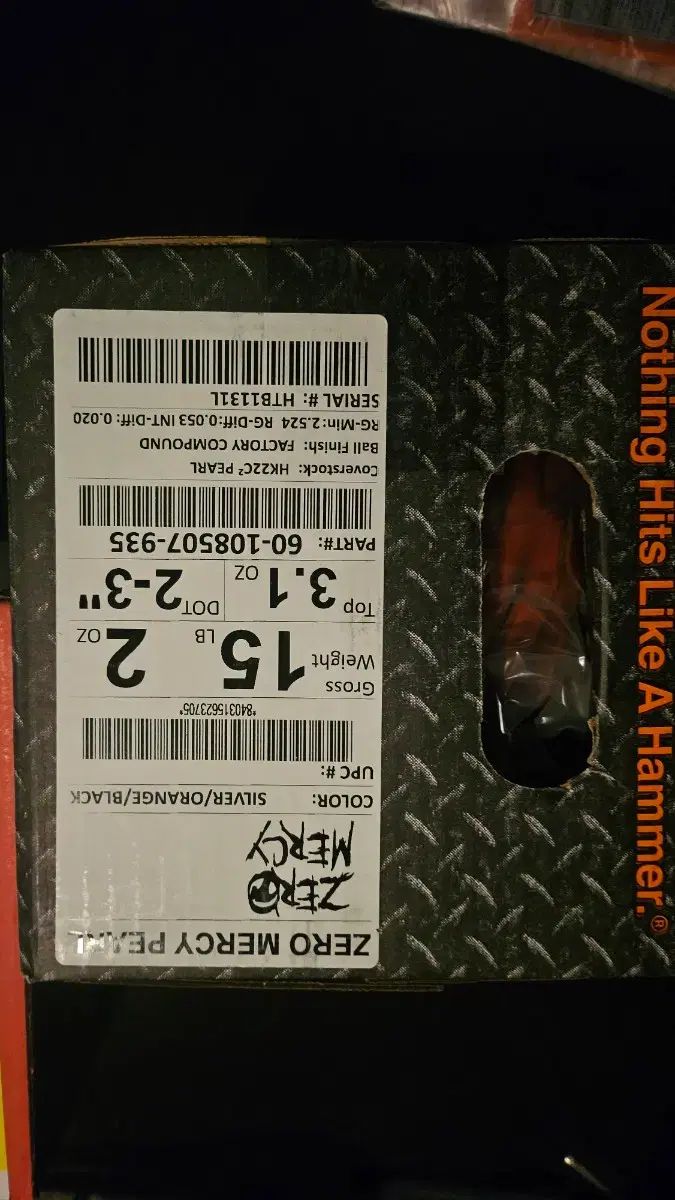 ZERO MERCY PEARL
ZERO
MERCY
COLOR: SILVER/ORANGE/BLACK
UPC #:
*840315623705*
Gross Weight 15 LB 2 OZ
Top 3.1 OZ DOT 2-3"
PART#: 60-108507-935
Coverstock: HK22C² PEARL
Ball Finish: FACTORY COMPOUND
RG-Min: 2.524 RG-Diff: 0.053 INT-Diff: 0.020
SERIAL #: HTB1131L
Nothing Hits Like A Hammer.®